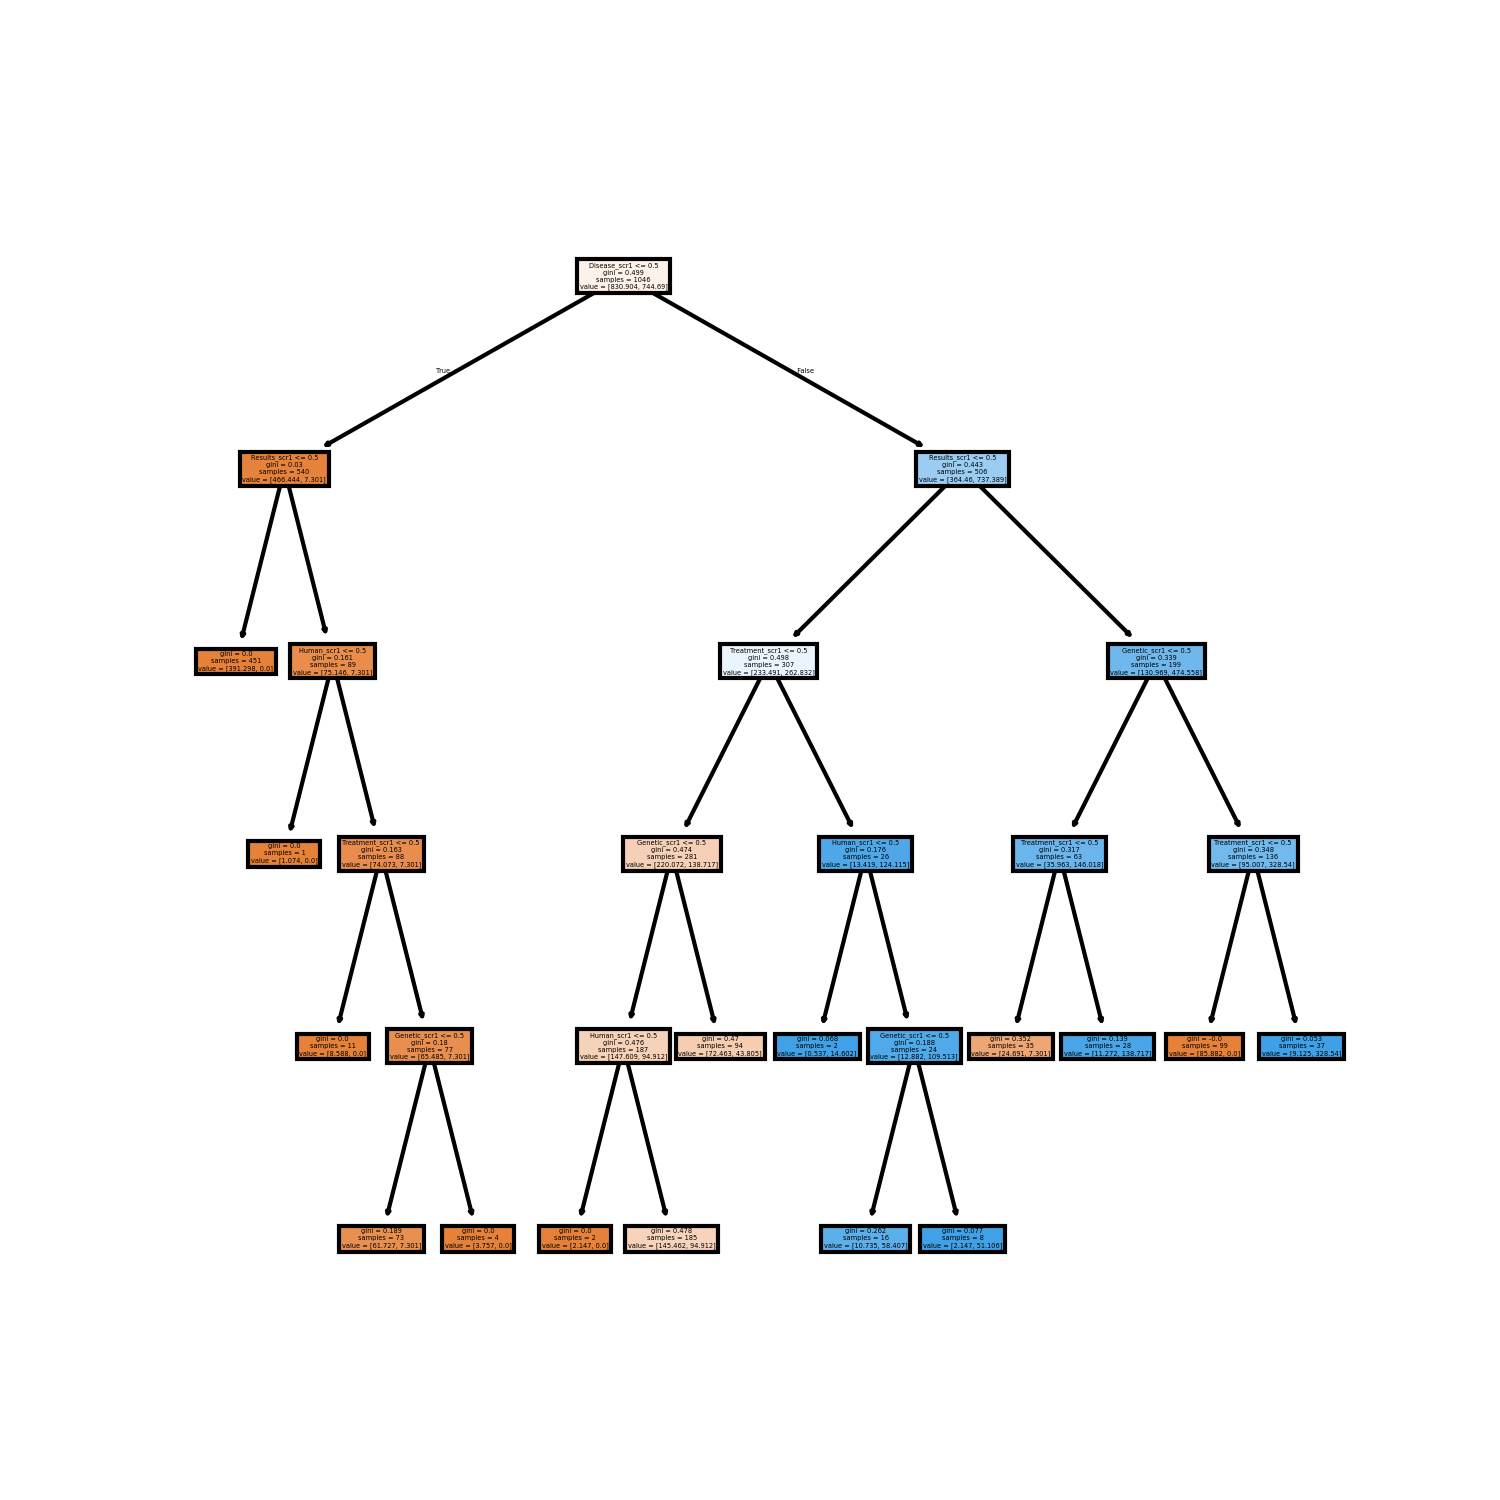 Disease_scr1 <= 0.5
gini = 0.499
samples = 1046
value = [830.904, 744.69]
True
False
Results_scr1 <= 0.5
gini = 0.03
samples = 540
value = [466.444, 7.301]
Results_scr1 <= 0.5
gini = 0.443
samples = 506
value = [364.46, 737.389]
gini = 0.0
samples = 451
value = [391.298, 0.0]
Human_scr1 <= 0.5
gini = 0.161
samples = 89
value = [75.146, 7.301]
Treatment_scr1 <= 0.5
gini = 0.498
samples = 307
value = [233.491, 262.832]
Genetic_scr1 <= 0.5
gini = 0.339
samples = 199
value = [130.969, 474.558]
gini = 0.0
samples = 1
value = [1.074, 0.0]
Treatment_scr1 <= 0.5
gini = 0.163
samples = 88
value = [74.073, 7.301]
Genetic_scr1 <= 0.5
gini = 0.474
samples = 281
value = [220.072, 138.717]
Human_scr1 <= 0.5
gini = 0.176
samples = 26
value = [13.419, 124.115]
Treatment_scr1 <= 0.5
gini = 0.317
samples = 63
value = [35.963, 146.018]
Treatment_scr1 <= 0.5
gini = 0.348
samples = 136
value = [95.007, 328.54]
gini = 0.0
samples = 11
value = [8.588, 0.0]
Genetic_scr1 <= 0.5
gini = 0.18
samples = 77
value = [65.485, 7.301]
Human_scr1 <= 0.5
gini = 0.476
samples = 187
value = [147.609, 94.912]
gini = 0.47
samples = 94
value = [72.463, 43.805]
gini = 0.068
samples = 2
value = [0.537, 14.602]
Genetic_scr1 <= 0.5
gini = 0.188
samples = 24
value = [12.882, 109.513]
gini = 0.352
samples = 35
value = [24.691, 7.301]
gini = 0.139
samples = 28
value = [11.272, 138.717]
gini = -0.0
samples = 99
value = [85.882, 0.0]
gini = 0.053
samples = 37
value = [9.125, 328.54]
gini = 0.189
samples = 73
value = [61.727, 7.301]
gini = 0.0
samples = 4
value = [3.757, 0.0]
gini = 0.0
samples = 2
value = [2.147, 0.0]
gini = 0.478
samples = 185
value = [145.462, 94.912]
gini = 0.262
samples = 16
value = [10.735, 58.407]
gini = 0.077
samples = 8
value = [2.147, 51.106]